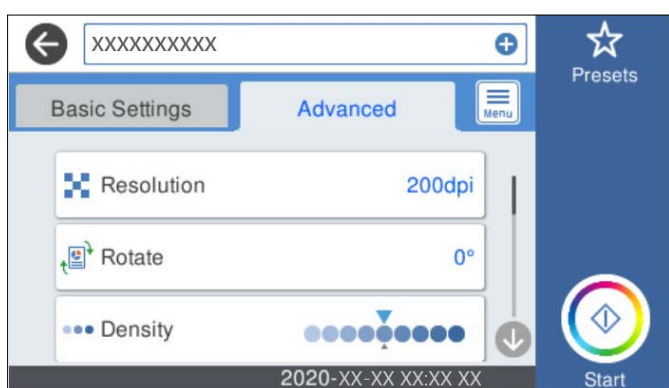 XXXXXXXXXX
Presets
Basic Settings
Advanced
Menu
Resolution 200dpi
Rotate 0°
Density
2020-XX-XX XX:XX XX
Start